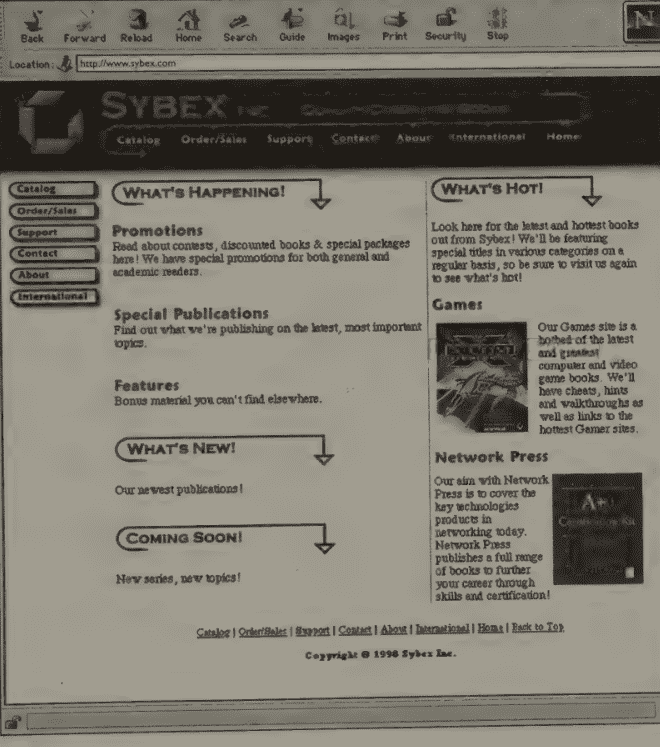 Back Forward Reload Home Search Guide Images Print Security Stop
N
Location: http://www.sybex.com
SYBEX INC.
Catalog Order/Sales Support Contact About International Home
Catalog
Order/Sales
Support
Contact
About
International
WHAT'S HAPPENING!
Promotions
Read about contests, discounted books & special packages
here! We have special promotions for both general and
academic readers.
Special Publications
Find out what we're publishing on the latest, most important
topics.
Features
Bonus material you can't find elsewhere.
WHAT'S NEW!
Our newest publications!
COMING SOON!
New series, new topics!
WHAT'S HOT!
Look here for the latest and hottest books
out from Sybex! We'll be featuring
special titles in various categories on a
regular basis, so be sure to visit us again
to see what's hot!
Games
Our Games site is a
hotbed of the latest
and greatest
computer and video
game books. We'll
have cheats, hints
and walkthroughs as
well as links to the
hottest Gamer sites.
Network Press
Our aim with Network
Press is to cover the
key technologies
products in
networking today.
Network Press
publishes a full range
of books to further
your career through
skills and certification!
A+
Certification Kit
Catalog | Order/Sales | Support | Contact | About | International | Home | Back to Top
Copyright © 1998 Sybex Inc.